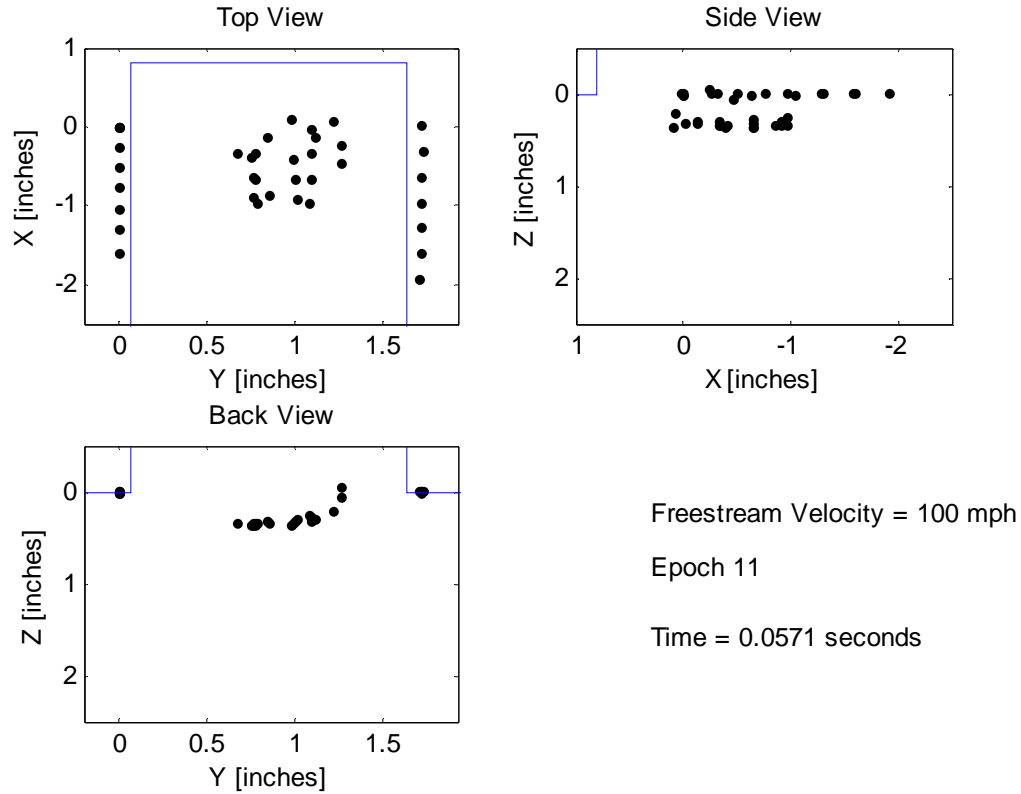 Top View
1
0
-1
-2
X [inches]
0 0.5 1 1.5
Y [inches]
Side View
0
1
2
Z [inches]
1 0 -1 -2
X [inches]
Back View
0
1
2
Z [inches]
0 0.5 1 1.5
Y [inches]
Freestream Velocity = 100 mph
Epoch 11
Time = 0.0571 seconds